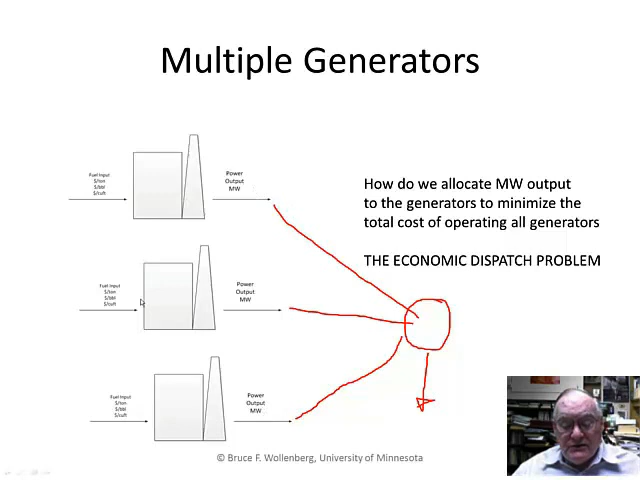 Multiple Generators
Fuel Input
$/ton
$/bbl
$/cuft
Power
Output
MW
How do we allocate MW output
to the generators to minimize the
total cost of operating all generators
THE ECONOMIC DISPATCH PROBLEM
Fuel Input
$/ton
$/bbl
$/cuft
Power
Output
MW
Fuel Input
$/ton
$/bbl
$/cuft
Power
Output
MW
© Bruce F. Wollenberg, University of Minnesota